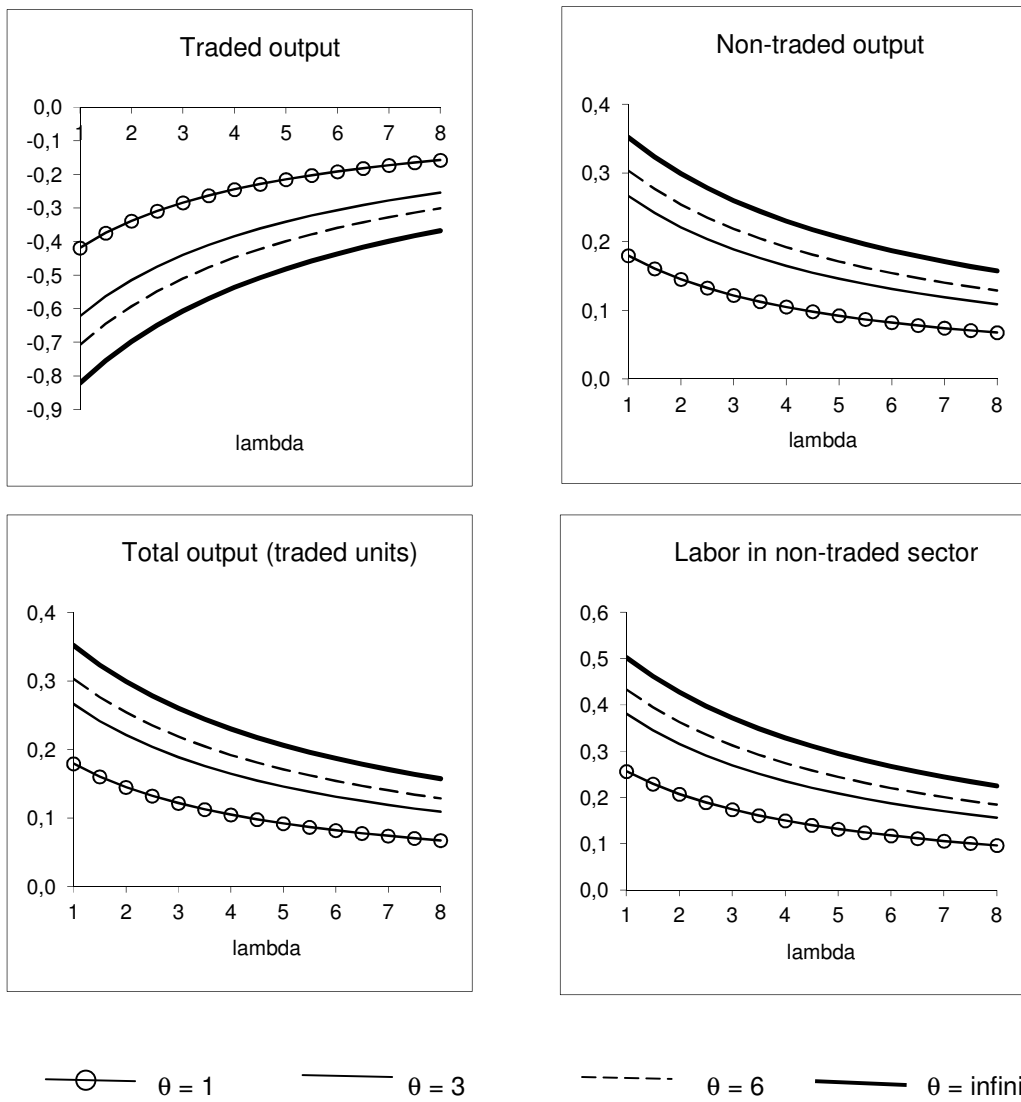 Traded output
0,0
-0,1
-0,2
-0,3
-0,4
-0,5
-0,6
-0,7
-0,8
-0,9
1 2 3 4 5 6 7 8
lambda
Non-traded output
0,4
0,3
0,2
0,1
0,0
1 2 3 4 5 6 7 8
lambda
Total output (traded units)
0,4
0,3
0,2
0,1
0,0
1 2 3 4 5 6 7 8
lambda
Labor in non-traded sector
0,6
0,5
0,4
0,3
0,2
0,1
0,0
1 2 3 4 5 6 7 8
lambda
θ = 1 θ = 3 θ = 6 θ = infini